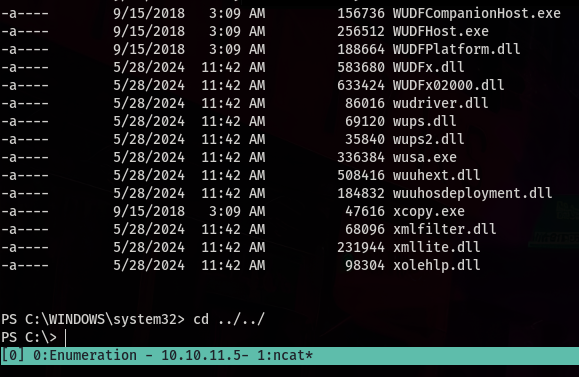 -a---- 9/15/2018 3:09 AM 156736 WUDFCompanionHost.exe
-a---- 9/15/2018 3:09 AM 256512 WUDFHost.exe
-a---- 9/15/2018 3:09 AM 188664 WUDFPlatform.dll
-a---- 5/28/2024 11:42 AM 583680 WUDFx.dll
-a---- 5/28/2024 11:42 AM 633424 WUDFx02000.dll
-a---- 5/28/2024 11:42 AM 86016 wudriver.dll
-a---- 5/28/2024 11:42 AM 69120 wups.dll
-a---- 5/28/2024 11:42 AM 35840 wups2.dll
-a---- 5/28/2024 11:42 AM 336384 wusa.exe
-a---- 5/28/2024 11:42 AM 508416 wuuhext.dll
-a---- 5/28/2024 11:42 AM 184832 wuuhosdeployment.dll
-a---- 9/15/2018 3:09 AM 47616 xcopy.exe
-a---- 5/28/2024 11:42 AM 68096 xmlfilter.dll
-a---- 5/28/2024 11:42 AM 231944 xmllite.dll
-a---- 5/28/2024 11:42 AM 98304 xolehlp.dll
PS C:\WINDOWS\system32> cd ../../
PS C:\>
[0] 0:Enumeration - 10.10.11.5- 1:ncat*